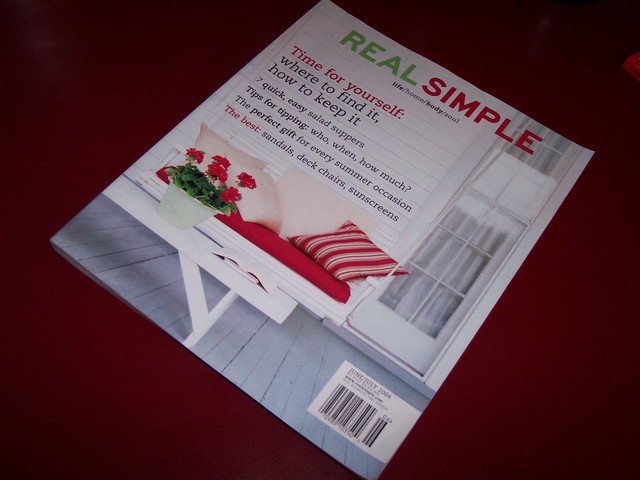 REAL SIMPLE
life/home/body/soul
Time for yourself:
where to find it,
how to keep it
7 quick, easy salad suppers
Tips for tipping: who, when, how much?
The perfect gift for every summer occasion
The best: sandals, deck chairs, sunscreens
JUNE/JULY 2004